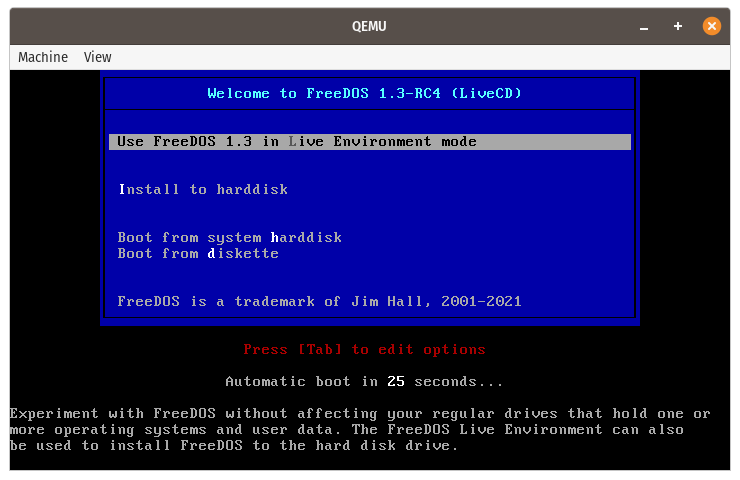 QEMU
Machine View
Welcome to FreeDOS 1.3-RC4 (LiveCD)
Use FreeDOS 1.3 in Live Environment mode
Install to harddisk
Boot from system harddisk
Boot from diskette
FreeDOS is a trademark of Jim Hall, 2001-2021
Press [Tab] to edit options
Automatic boot in 25 seconds...
Experiment with FreeDOS without affecting your regular drives that hold one or
more operating systems and user data. The FreeDOS Live Environment can also
be used to install FreeDOS to the hard disk drive.